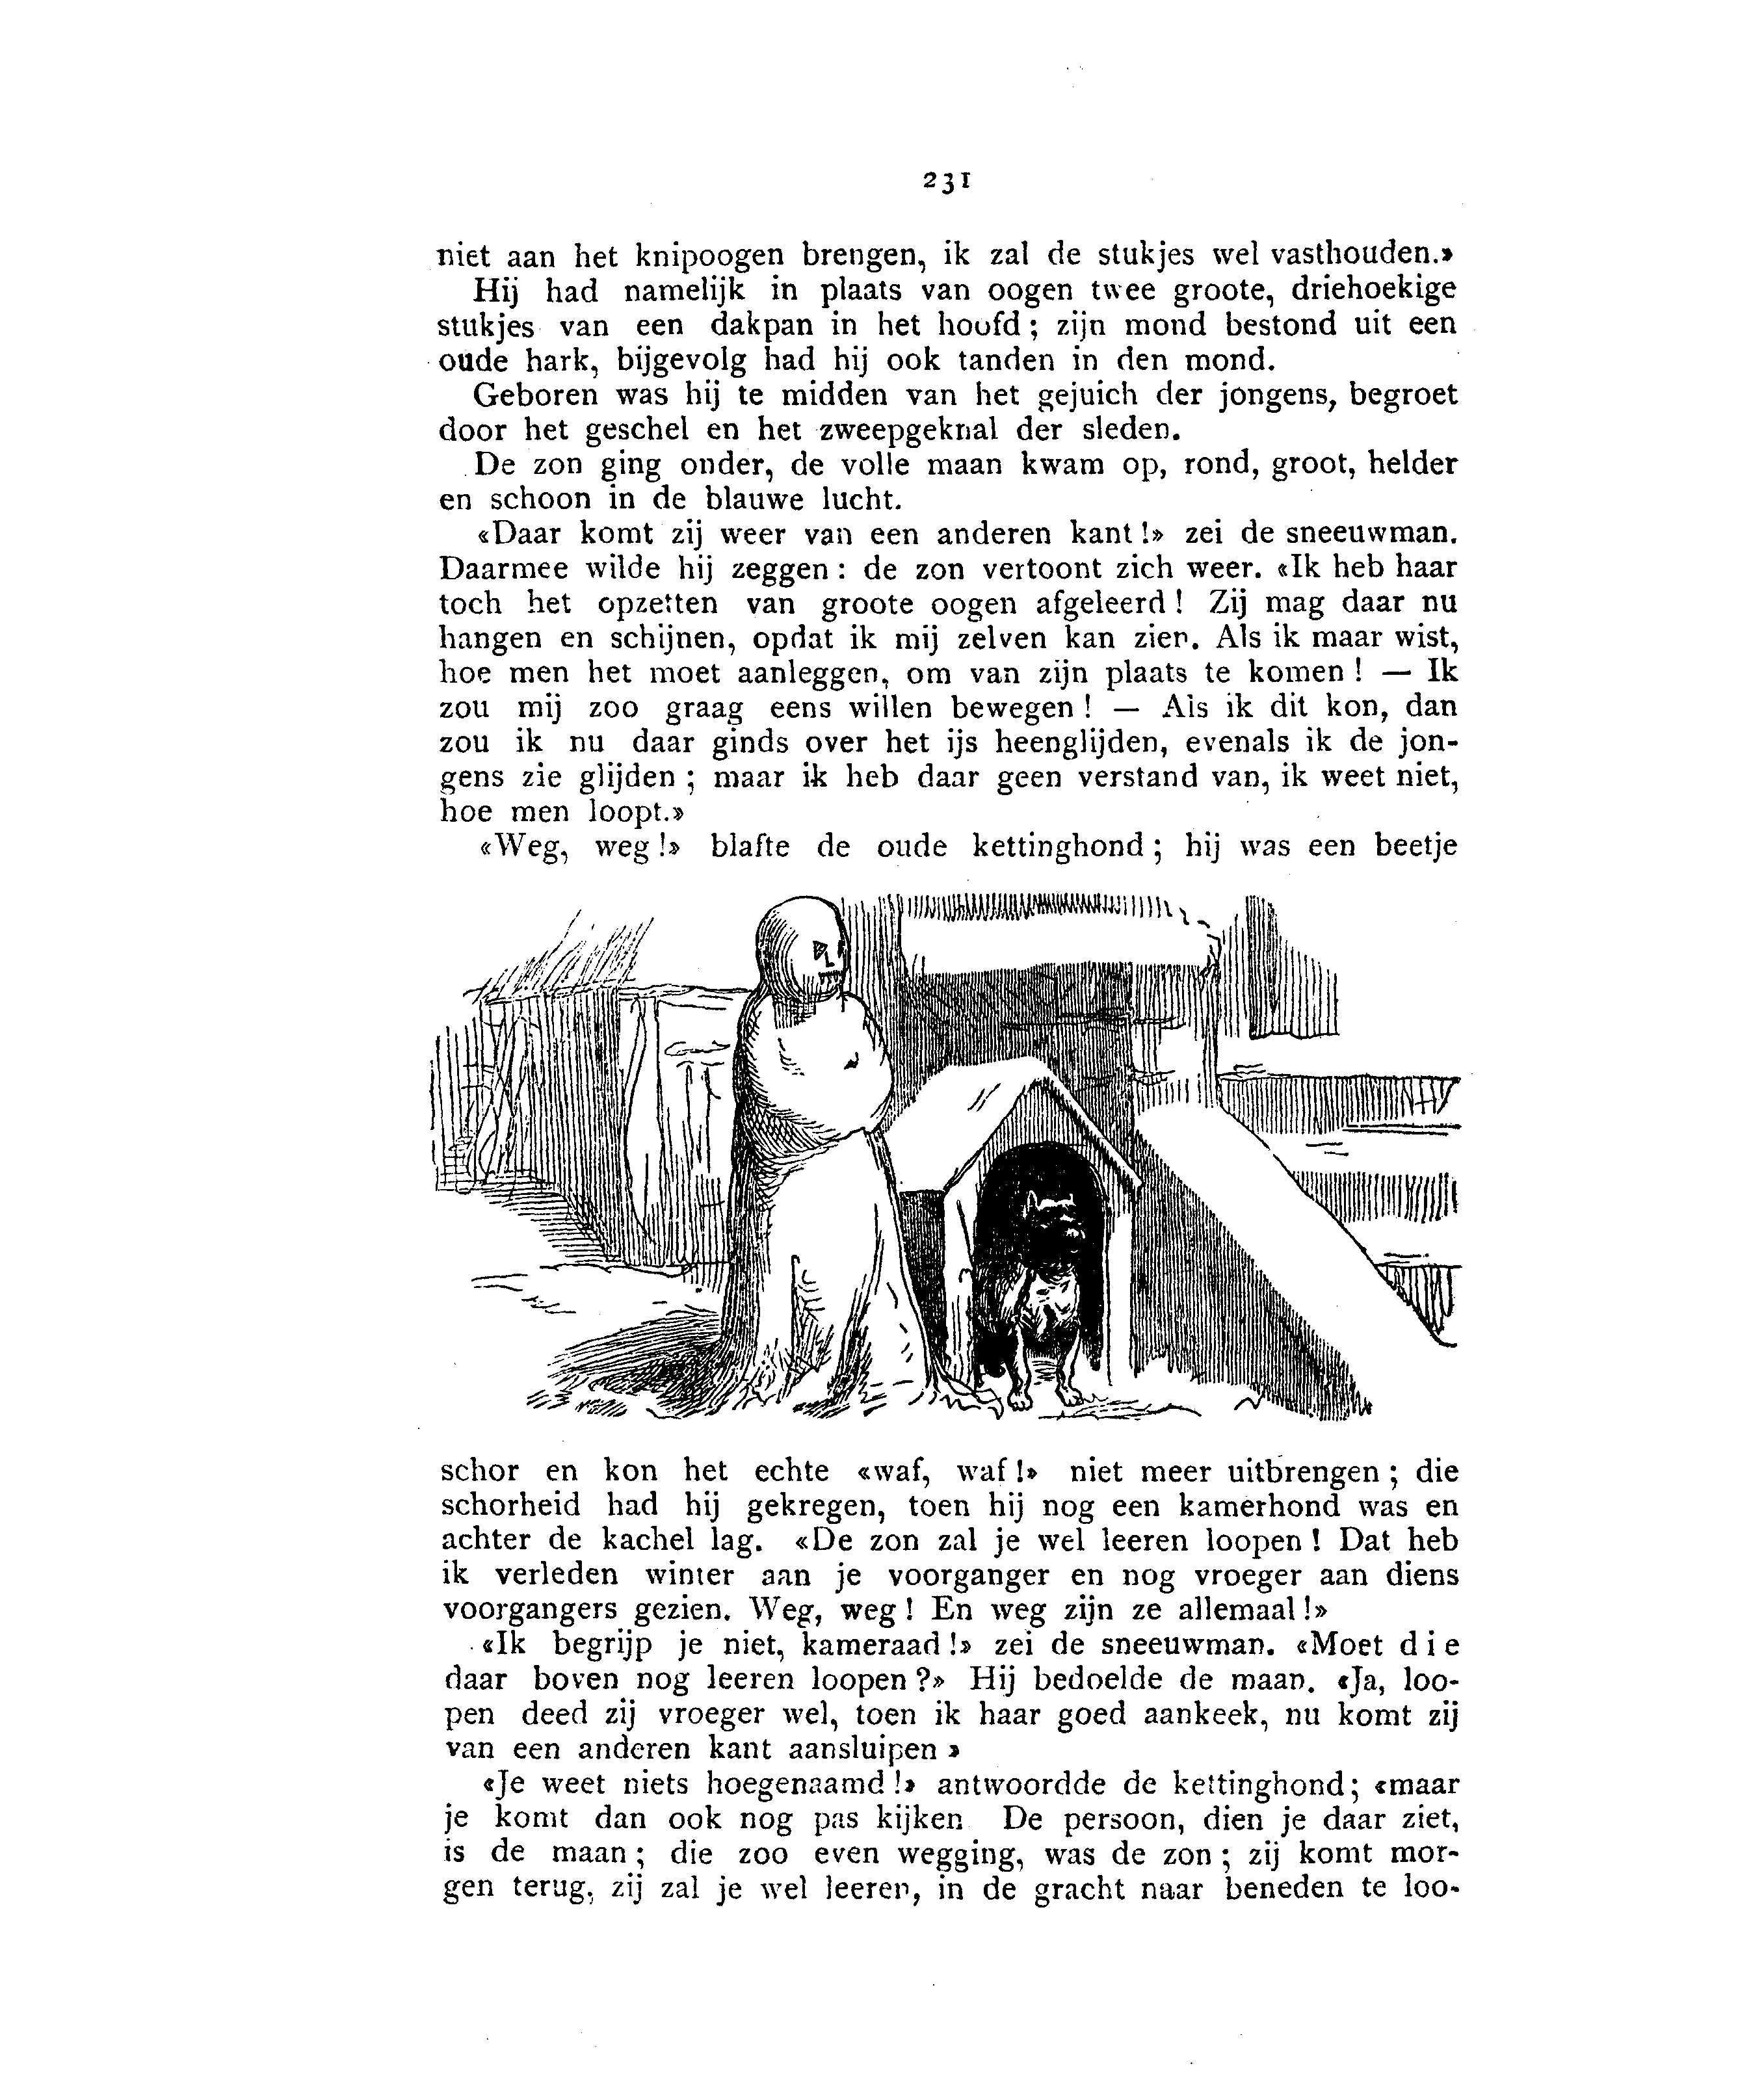 231
niet aan het knipoogen brengen, ik zal de stukjes wel vasthouden.»
Hij had namelijk in plaats van oogen twee groote, driehoekige
stukjes van een dakpan in het hoofd; zijn mond bestond uit een
oude hark, bijgevolg had hij ook tanden in den mond.
Geboren was hij te midden van het gejuich der jongens, begroet
door het geschel en het zweepgeknal der sleden.
De zon ging onder, de volle maan kwam op, rond, groot, helder
en schoon in de blauwe lucht.
«Daar komt zij weer van een anderen kant!» zei de sneeuwman.
Daarmee wilde hij zeggen: de zon vertoont zich weer. «Ik heb haar
toch het opzetten van groote oogen afgeleerd! Zij mag daar nu
hangen en schijnen, opdat ik mij zelven kan zien. Als ik maar wist,
hoe men het moet aanleggen, om van zijn plaats te komen! — Ik
zou mij zoo graag eens willen bewegen! — Als ik dit kon, dan
zou ik nu daar ginds over het ijs heenglijden, evenals ik de jon-
gens zie glijden; maar ik heb daar geen verstand van, ik weet niet,
hoe men loopt.»
«Weg, weg!» blafte de oude kettinghond; hij was een beetje
schor en kon het echte «waf, waf!» niet meer uitbrengen; die
schorheid had hij gekregen, toen hij nog een kamerhond was en
achter de kachel lag. «De zon zal je wel leeren loopen! Dat heb
ik verleden winter aan je voorganger en nog vroeger aan diens
voorgangers gezien. Weg, weg! En weg zijn ze allemaal!»
«Ik begrijp je niet, kameraad!» zei de sneeuwman. «Moet die
daar boven nog leeren loopen?» Hij bedoelde de maan. «Ja, loo-
pen deed zij vroeger wel, toen ik haar goed aankeek, nu komt zij
van een anderen kant aansluipen »
«Je weet niets hoegenaamd!» antwoordde de kettinghond; «maar
je komt dan ook nog pas kijken De persoon, dien je daar ziet,
is de maan; die zoo even wegging, was de zon; zij komt mor-
gen terug, zij zal je wel leeren, in de gracht naar beneden te loo-